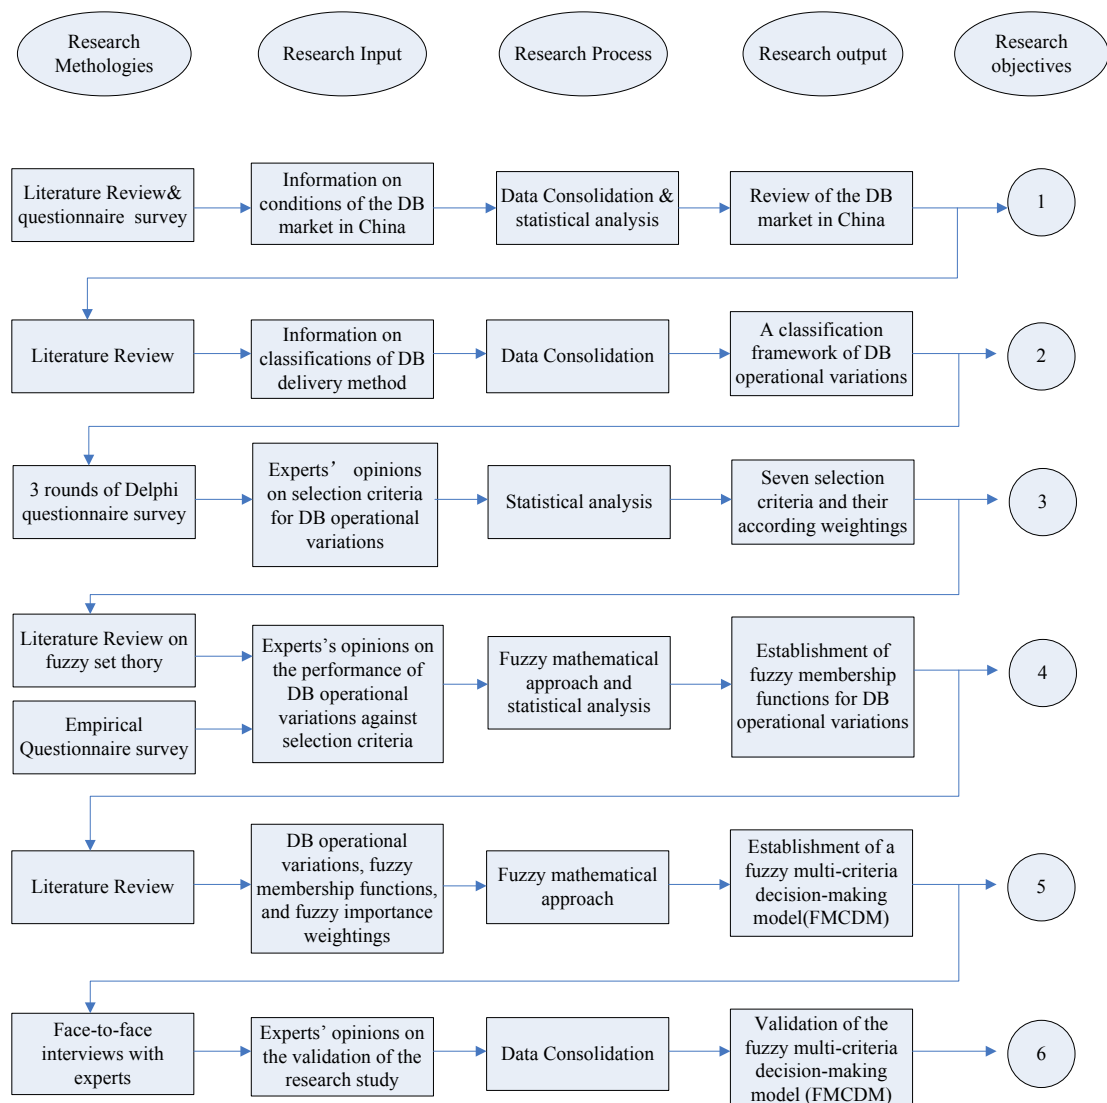 Research
Methologies
Research Input
Research Process
Research output
Research
objectives
Literature Review&
questionnaire survey
Information on
conditions of the DB
market in China
Data Consolidation &
statistical analysis
Review of the DB
market in China
1
Literature Review
Information on
classifications of DB
delivery method
Data Consolidation
A classification
framework of DB
operational variations
2
3 rounds of Delphi
questionnaire survey
Experts’ opinions
on selection criteria
for DB operational
variations
Statistical analysis
Seven selection
criteria and their
according weightings
3
Literature Review on
fuzzy set thory
Empirical
Questionnaire survey
Experts’s opinions on
the performance of
DB operational
variations against
selection criteria
Fuzzy mathematical
approach and
statistical analysis
Establishment of
fuzzy membership
functions for DB
operational variations
4
Literature Review
DB operational
variations, fuzzy
membership functions,
and fuzzy importance
weightings
Fuzzy mathematical
approach
Establishment of a
fuzzy multi-criteria
decision-making
model(FMCDM)
5
Face-to-face
interviews with
experts
Experts’ opinions on
the validation of the
research study
Data Consolidation
Validation of the
fuzzy multi-criteria
decision-making
model (FMCDM)
6